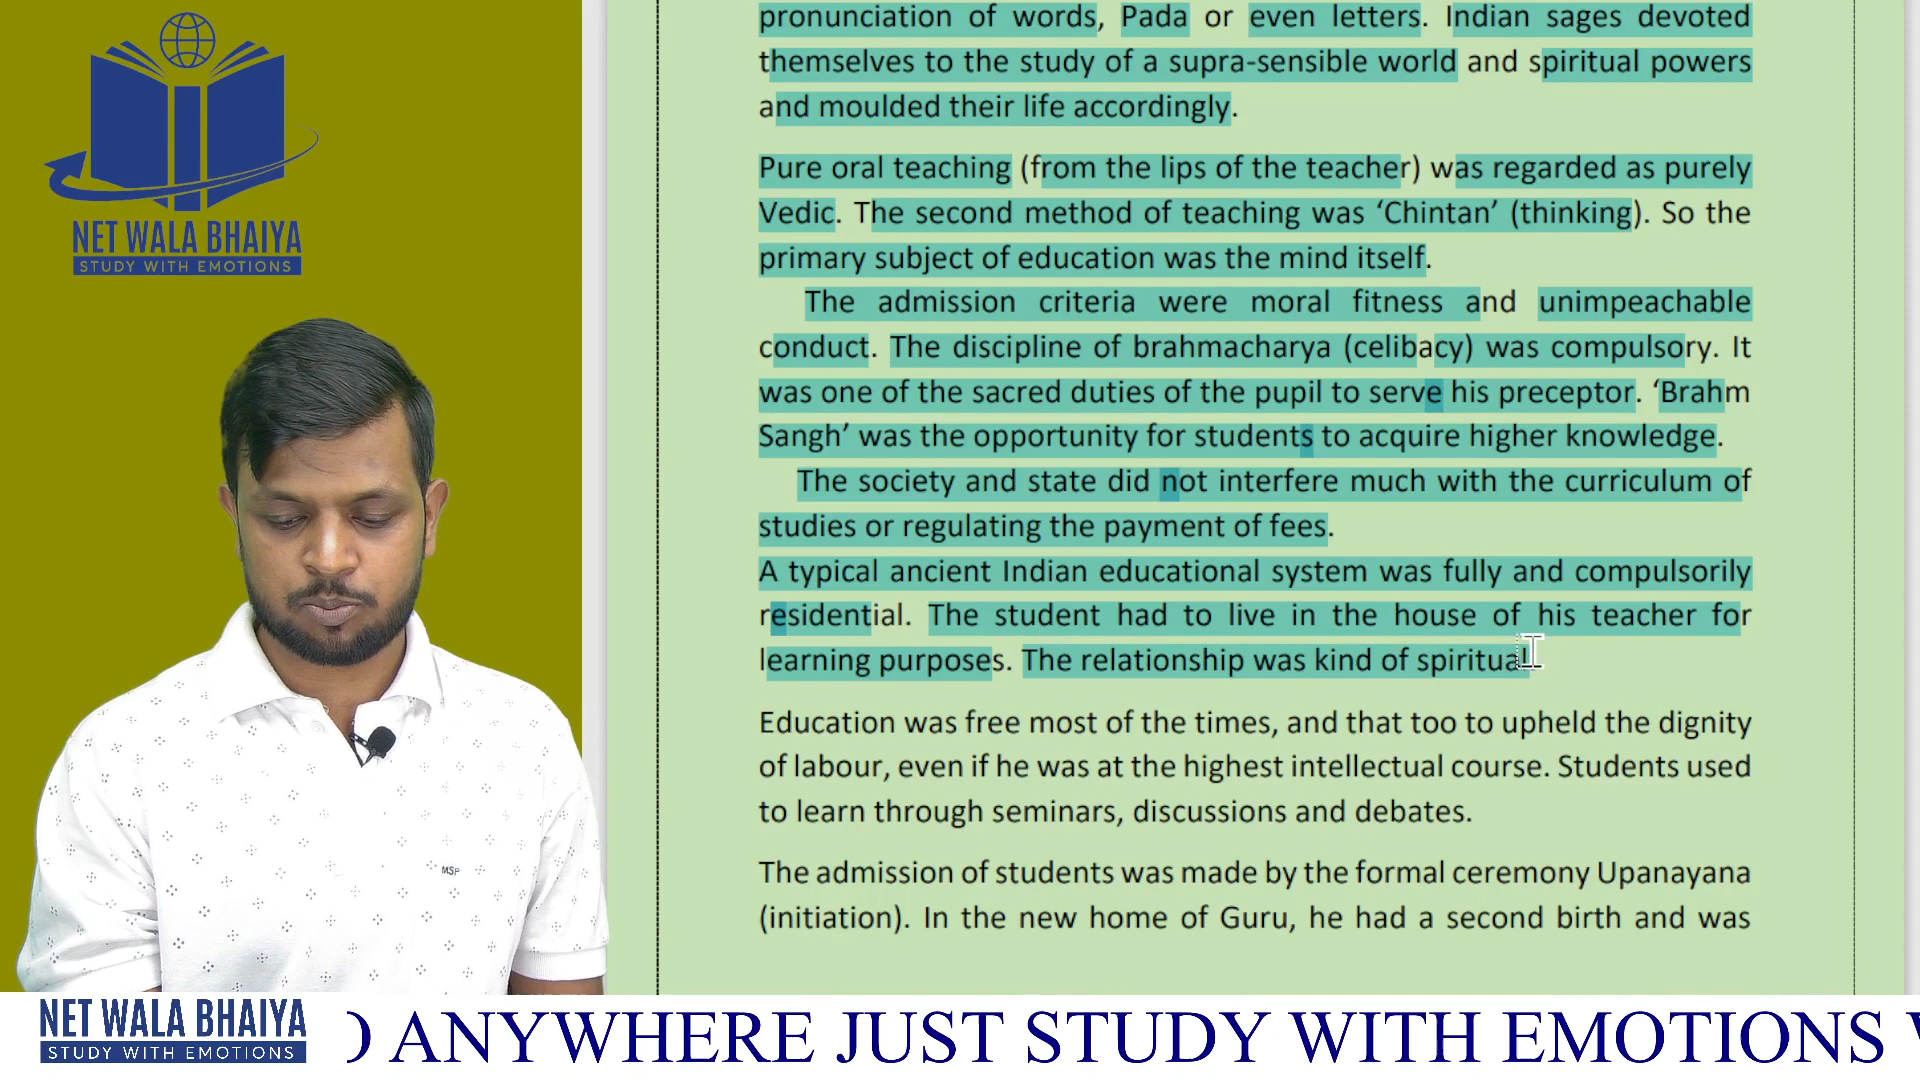 pronunciation of words, Pada or even letters. Indian sages devoted
themselves to the study of a supra-sensible world and spiritual powers
and moulded their life accordingly.
Pure oral teaching (from the lips of the teacher) was regarded as purely
Vedic. The second method of teaching was ‘Chintan’ (thinking). So the
primary subject of education was the mind itself.
The admission criteria were moral fitness and unimpeachable
conduct. The discipline of brahmacharya (celibacy) was compulsory. It
was one of the sacred duties of the pupil to serve his preceptor. ‘Brahm
Sangh’ was the opportunity for students to acquire higher knowledge.
The society and state did not interfere much with the curriculum of
studies or regulating the payment of fees.
A typical ancient Indian educational system was fully and compulsorily
residential. The student had to live in the house of his teacher for
learning purposes. The relationship was kind of spiritual
Education was free most of the times, and that too to upheld the dignity
of labour, even if he was at the highest intellectual course. Students used
to learn through seminars, discussions and debates.
The admission of students was made by the formal ceremony Upanayana
(initiation). In the new home of Guru, he had a second birth and was
NET WALA BHAIYA
STUDY WITH EMOTIONS
MSP
NET WALA BHAIYA
STUDY WITH EMOTIONS
ANYWHERE JUST STUDY WITH EMOTIONS